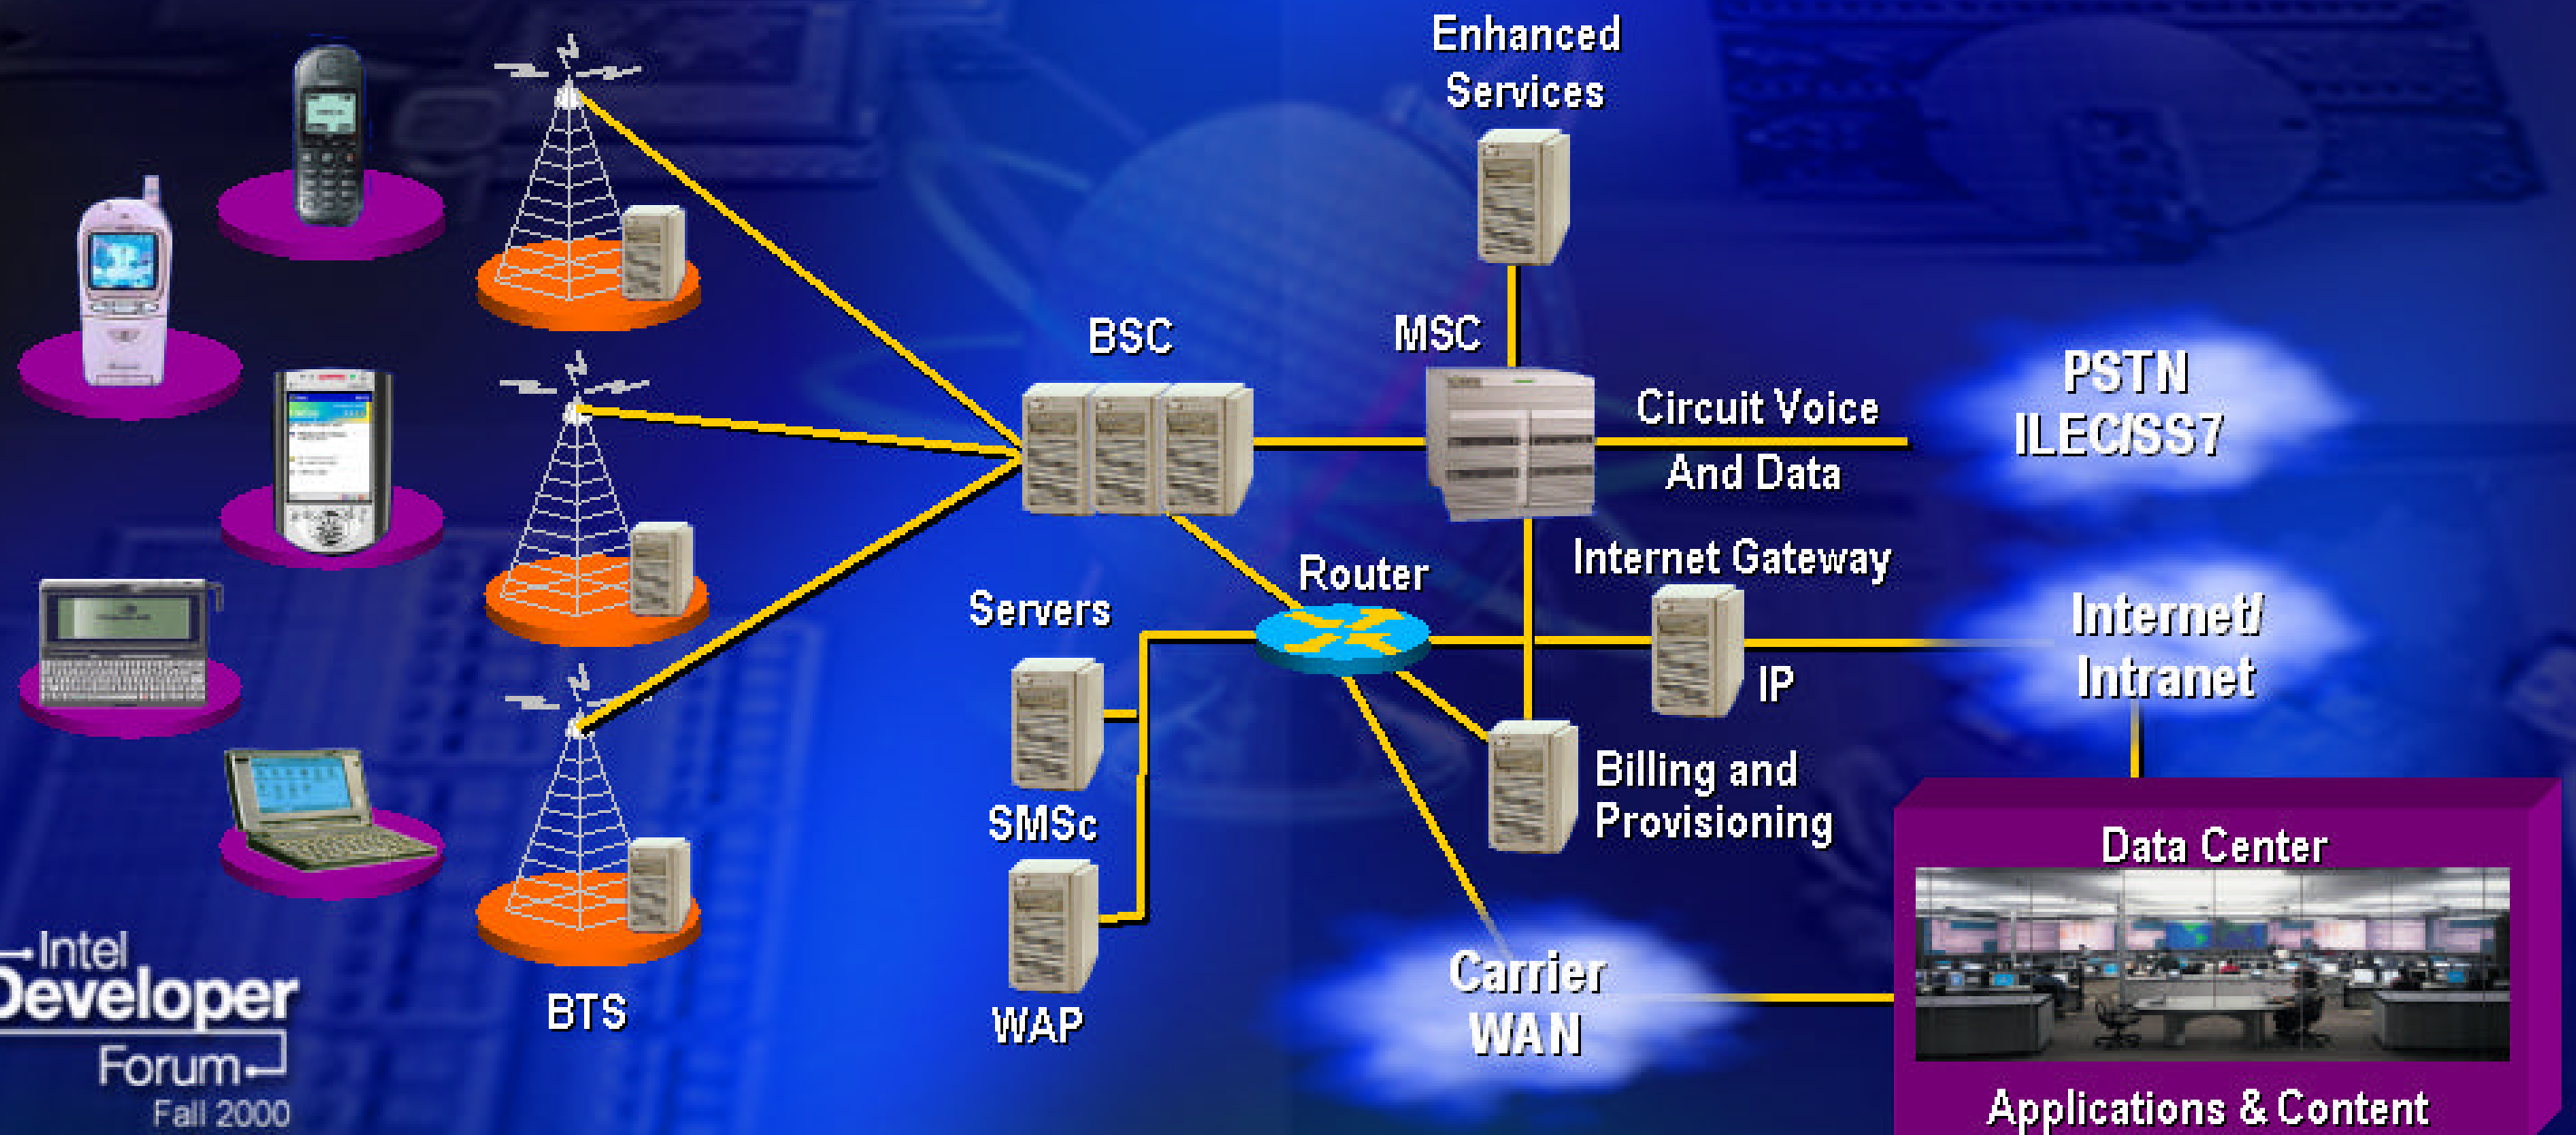 Enhanced
Services
BSC
MSC
Circuit Voice
And Data
PSTN
ILEC/SS7
Internet Gateway
Router
Servers
Internet/
Intranet
IP
Billing and
Provisioning
SMSc
Data Center
WAP
Carrier
WAN
BTS
Intel
Developer
Forum
Fall 2000
Applications & Content